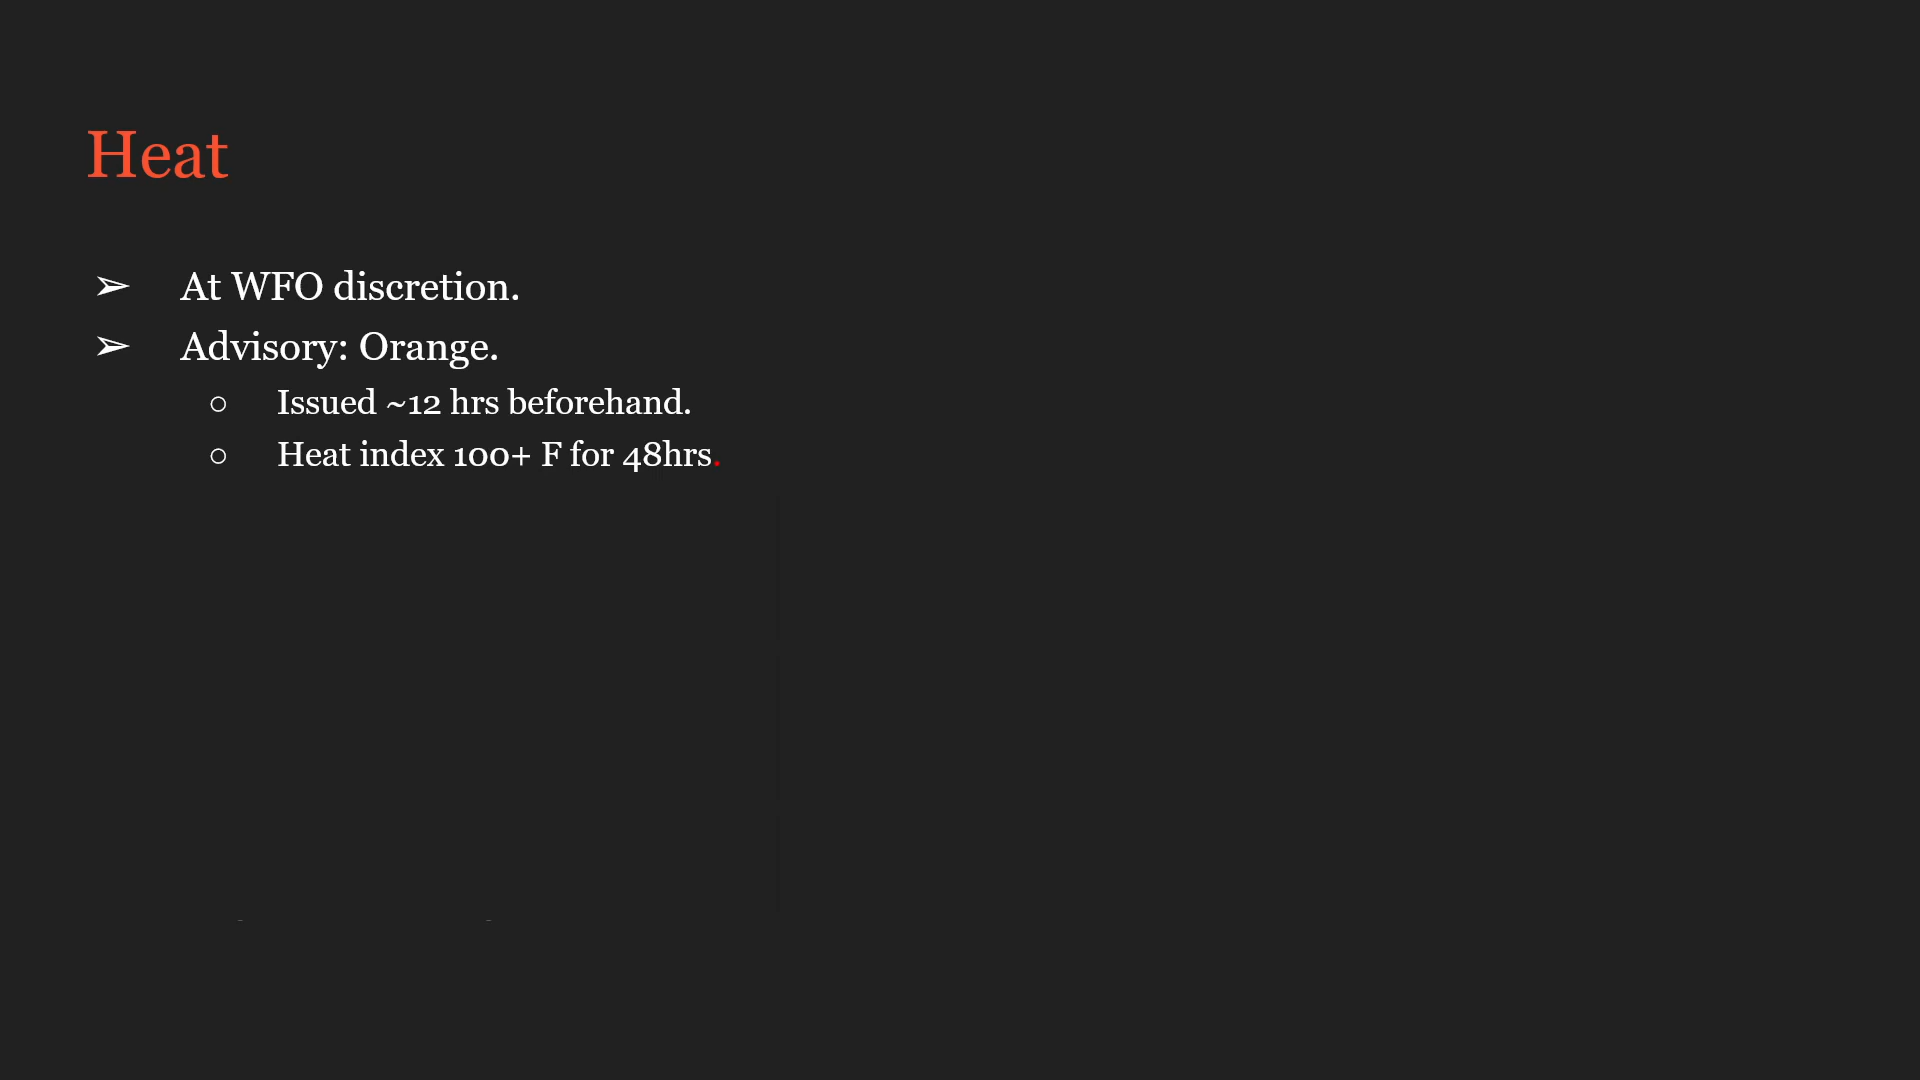 Heat
➢ At WFO discretion.
➢ Advisory: Orange.
○ Issued ~12 hrs beforehand.
○ Heat index 100+ F for 48hrs.